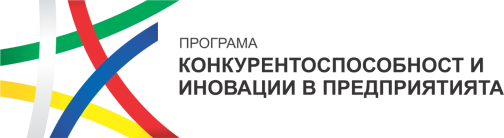 ПРОГРАМА
КОНКУРЕНТОСПОСОБНОСТ И
ИНОВАЦИИ В ПРЕДПРИЯТИЯТА